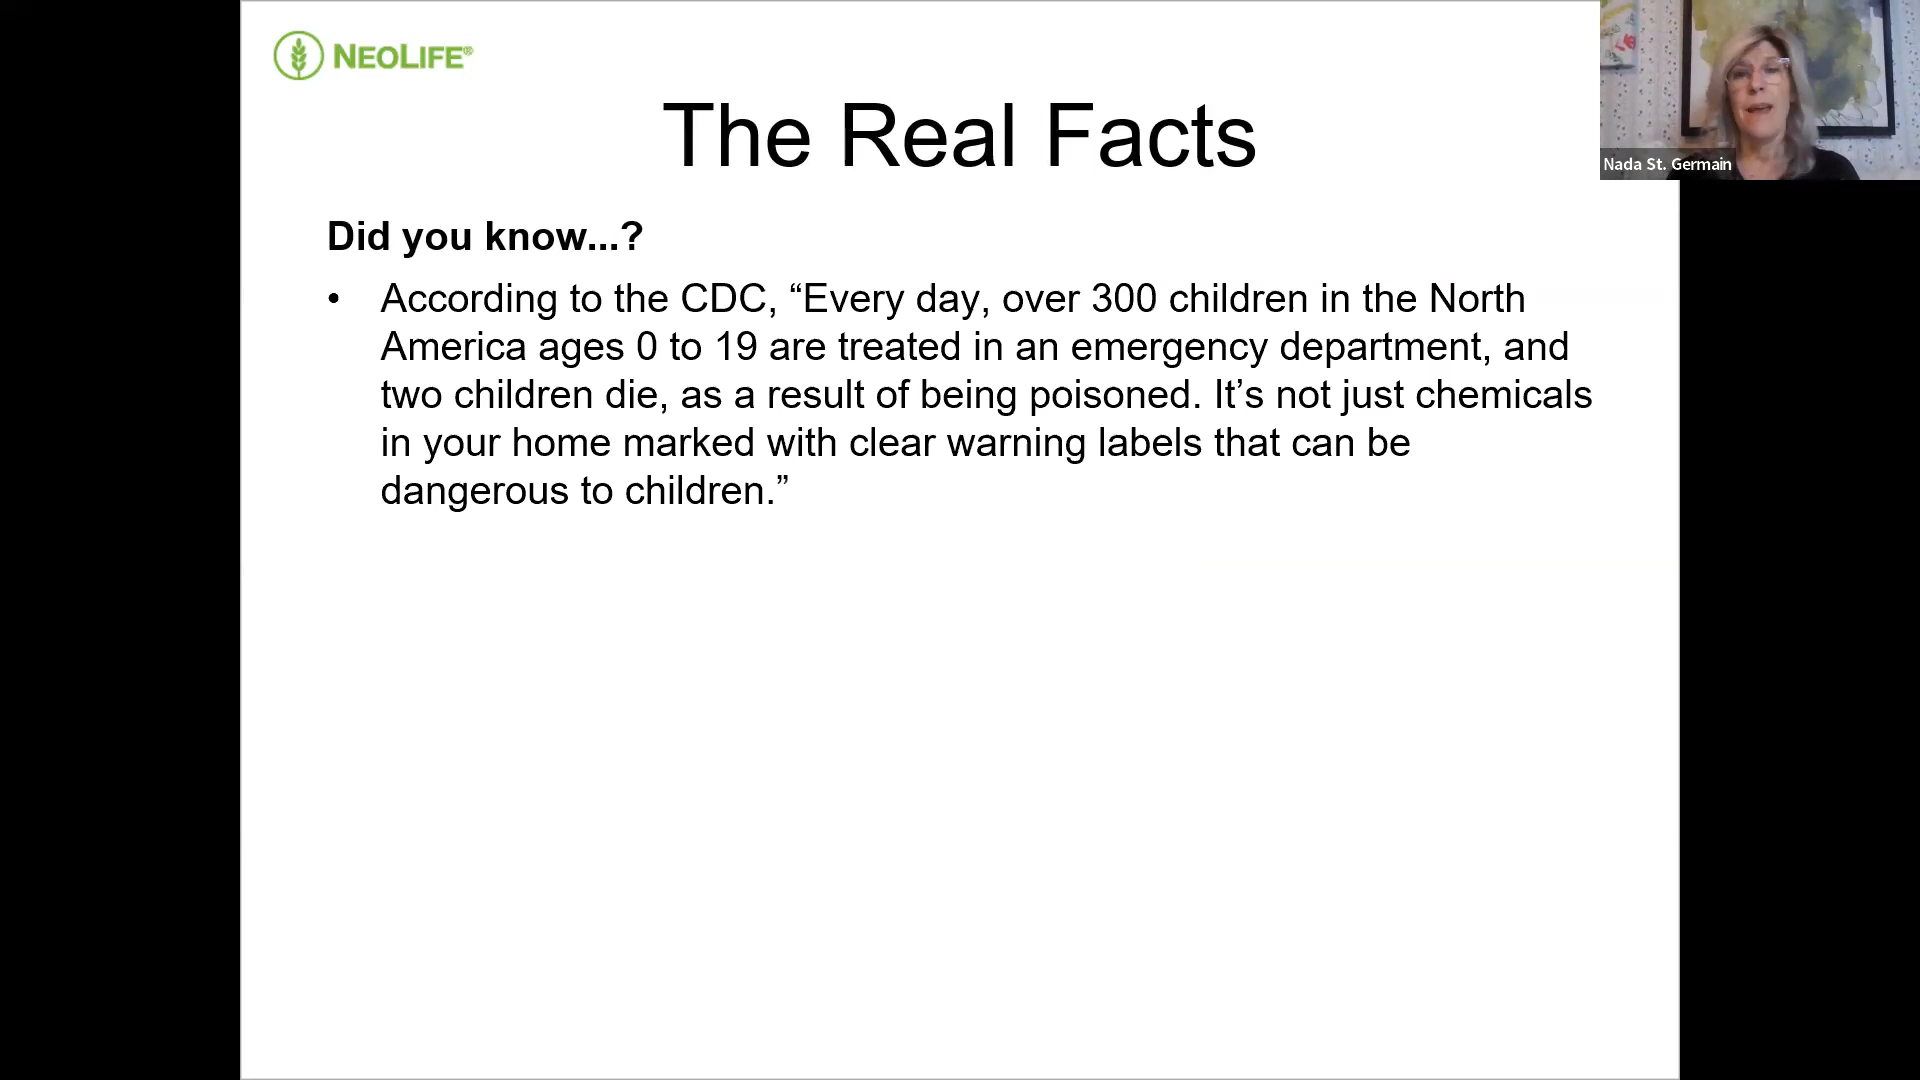 NEOLIFE®
The Real Facts
Nada St. Germain
Did you know...?
• According to the CDC, “Every day, over 300 children in the North
America ages 0 to 19 are treated in an emergency department, and
two children die, as a result of being poisoned. It’s not just chemicals
in your home marked with clear warning labels that can be
dangerous to children.”